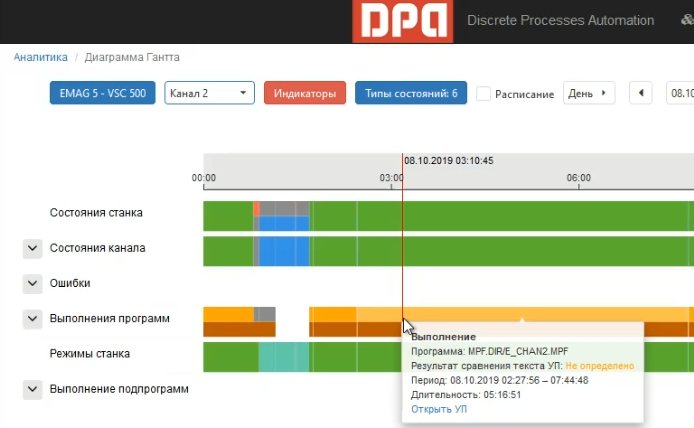 DPA Discrete Processes Automation
Аналитика / Диаграмма Гантта
EMAG 5 - VSC 500 Канал 2 Индикаторы Типы состояний: 6 Расписание День 08.10
08.10.2019 03:10:45
00:00 03:00 06:00
Состояния станка
Состояния канала
Ошибки
Выполнения программ
Выполнение
Программа: MPF.DIR/E_CHAN2.MPF
Режимы станка
Результат сравнения текста УП: Не определено
Период: 08.10.2019 02:27:56 – 07:44:48
Выполнение подпрограмм
Длительность: 05:16:51
Открыть УП